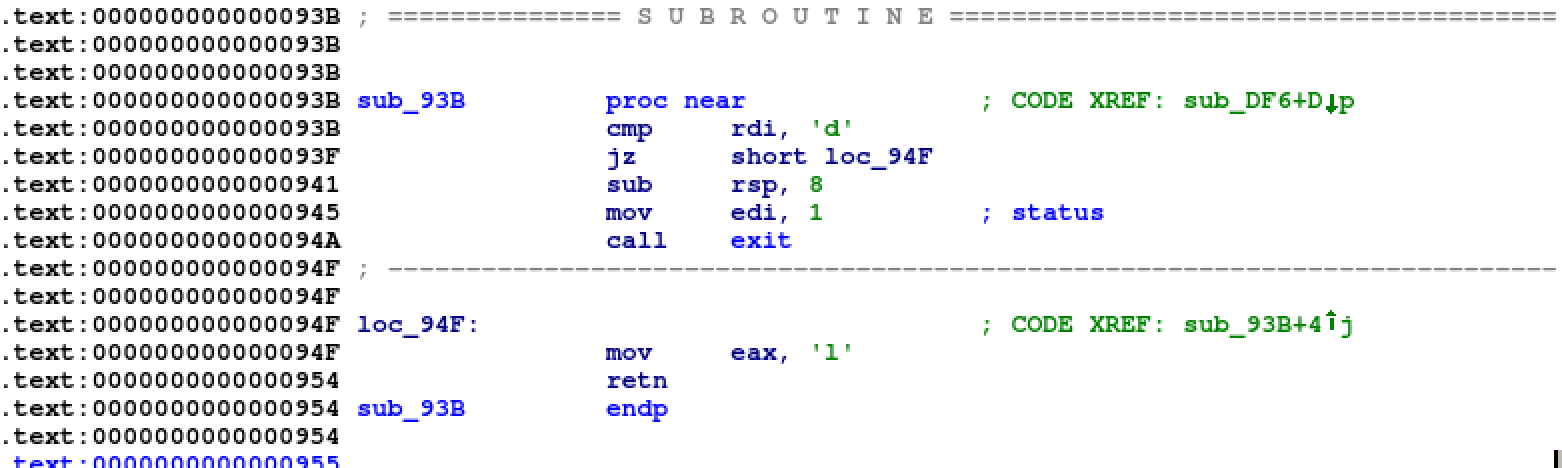 .text:000000000000093B ; =============== S U B R O U T I N E =======================================
.text:000000000000093B
.text:000000000000093B
.text:000000000000093B sub_93B         proc near               ; CODE XREF: sub_DF6+D↓p
.text:000000000000093B                 cmp     rdi, 'd'
.text:000000000000093F                 jz      short loc_94F
.text:0000000000000941                 sub     rsp, 8
.text:0000000000000945                 mov     edi, 1          ; status
.text:000000000000094A                 call    exit
.text:000000000000094F ; ---------------------------------------------------------------------------
.text:000000000000094F
.text:000000000000094F loc_94F:                                ; CODE XREF: sub_93B+4↑j
.text:000000000000094F                 mov     eax, 'l'
.text:0000000000000954                 retn
.text:0000000000000954 sub_93B         endp
.text:0000000000000954
.text:0000000000000955